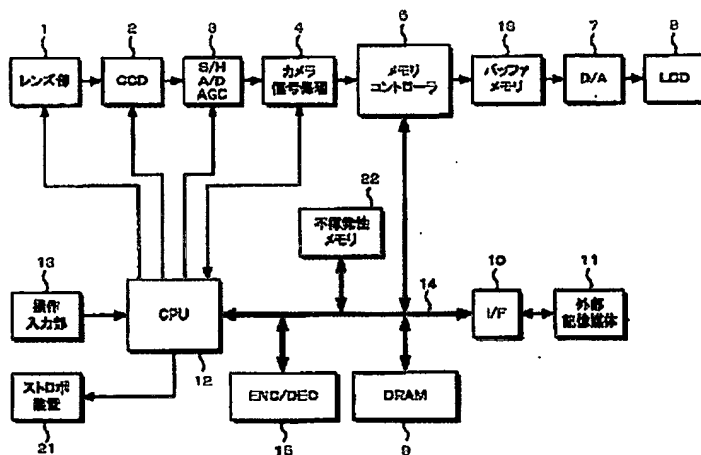 1
2
3
4
6
18
7
8
レンズ部
CCD
S/H
A/D
AGC
カメラ
信号処理
メモリ
コントローラ
バッファ
メモリ
D/A
LCD
22
不揮発性
メモリ
13
操作
入力部
CPU
12
14
10
I/F
11
外部
記憶媒体
ストロボ
装置
21
ENC/DEC
15
DRAM
9